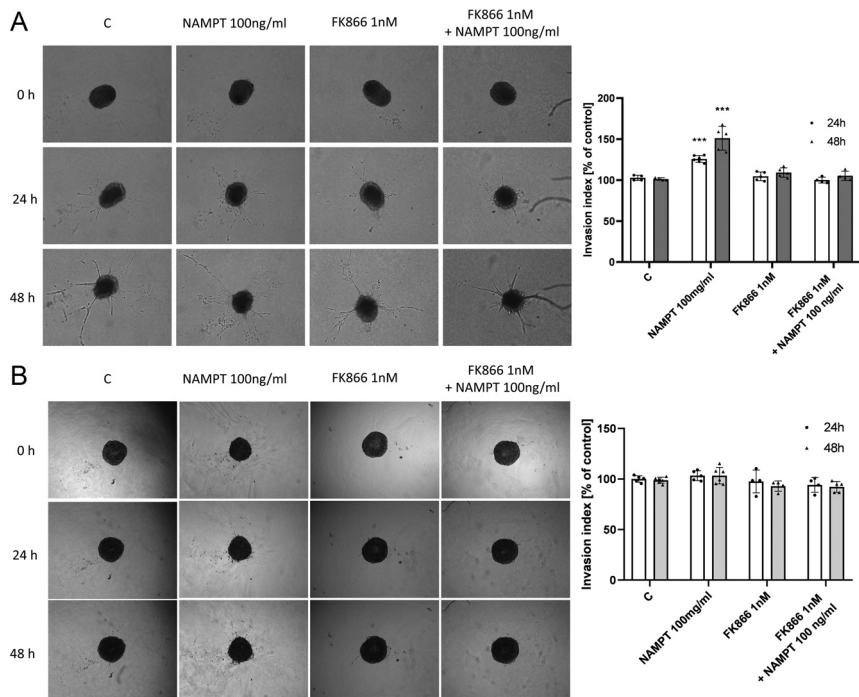 A
C
NAMPT 100ng/ml
FK866 1nM
FK866 1nM
+ NAMPT 100ng/ml
0 h
24 h
48 h
Invasion index [% of control]
200
150
100
50
0
24h
48h
***
***
C
NAMPT 100mg/ml
FK866 1nM
FK866 1nM
+ NAMPT 100 ng/ml
B
C
NAMPT 100ng/ml
FK866 1nM
FK866 1nM
+ NAMPT 100ng/ml
0 h
24 h
48 h
Invasion index [% of control]
150
100
50
0
24h
48h
C
NAMPT 100mg/ml
FK866 1nM
FK866 1nM
+ NAMPT 100 ng/ml